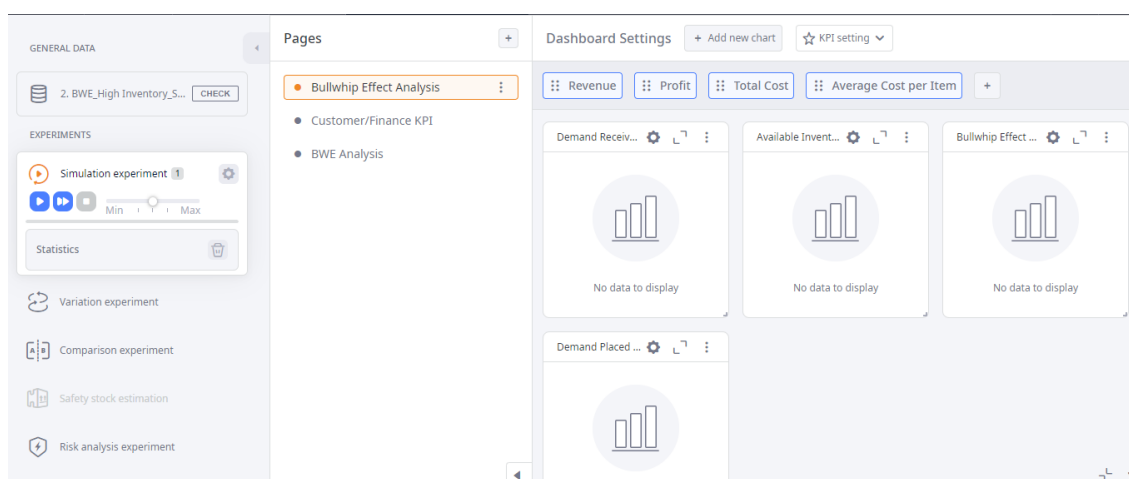 GENERAL DATA
2. BWE_High Inventory_S... CHECK
EXPERIMENTS
Simulation experiment 1
Min Max
Statistics
Variation experiment
A B Comparison experiment
Safety stock estimation
Risk analysis experiment
Pages +
Bullwhip Effect Analysis
Customer/Finance KPI
BWE Analysis
Dashboard Settings + Add new chart KPI setting
Revenue Profit Total Cost Average Cost per Item +
Demand Receiv... Available Invent... Bullwhip Effect ...
No data to display No data to display No data to display
Demand Placed ...